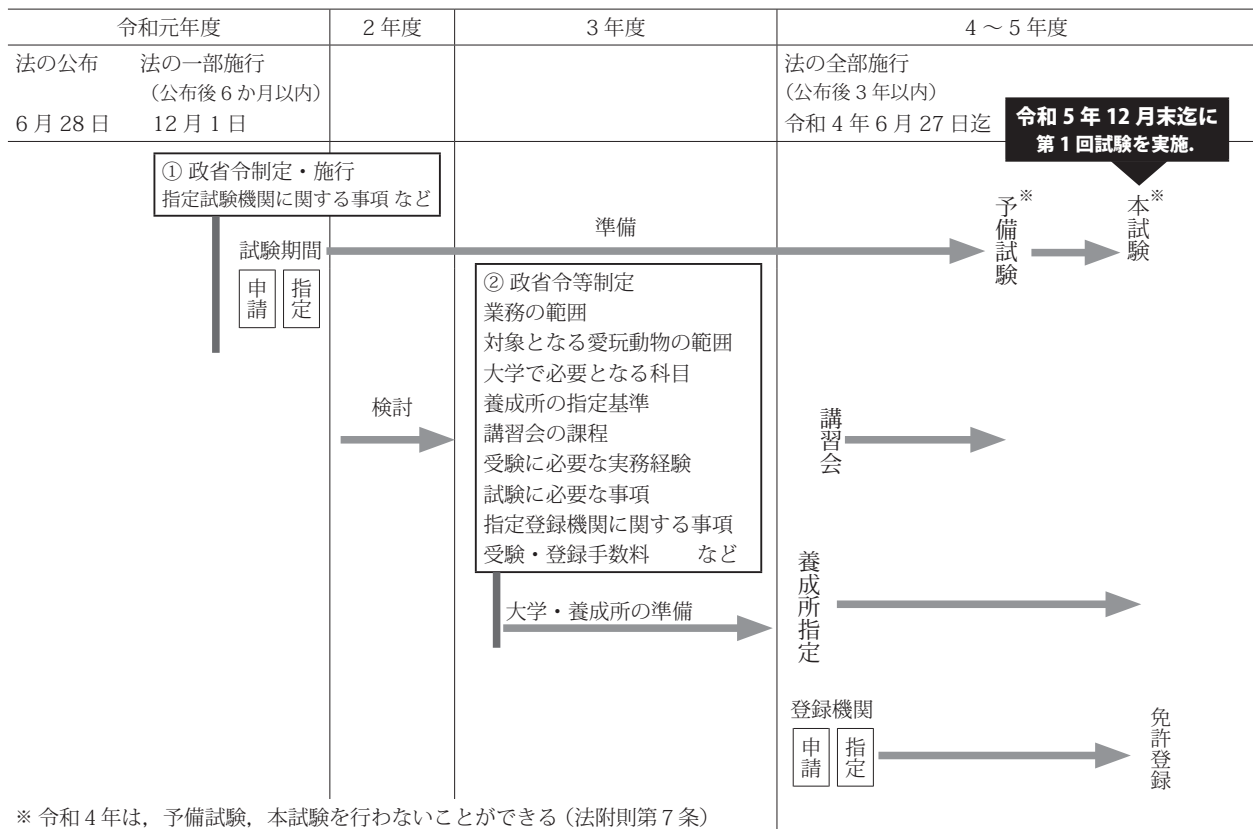 令和元年度
2年度
3年度
4～5年度
法の公布
6月28日
法の一部施行
（公布後6か月以内）
12月1日
法の全部施行
（公布後3年以内）
令和4年6月27日迄
令和5年12月末迄に
第1回試験を実施.
① 政省令制定・施行
指定試験機関に関する事項 など
試験期間
申請
指定
準備
予備試験※
本試験※
検討
② 政省令等制定
業務の範囲
対象となる愛玩動物の範囲
大学で必要となる科目
養成所の指定基準
講習会の課程
受験に必要な実務経験
試験に必要な事項
指定登録機関に関する事項
受験・登録手数料　　など
講習会
大学・養成所の準備
養成所指定
登録機関
申請
指定
免許登録
※ 令和4年は，予備試験，本試験を行わないことができる（法附則第7条）